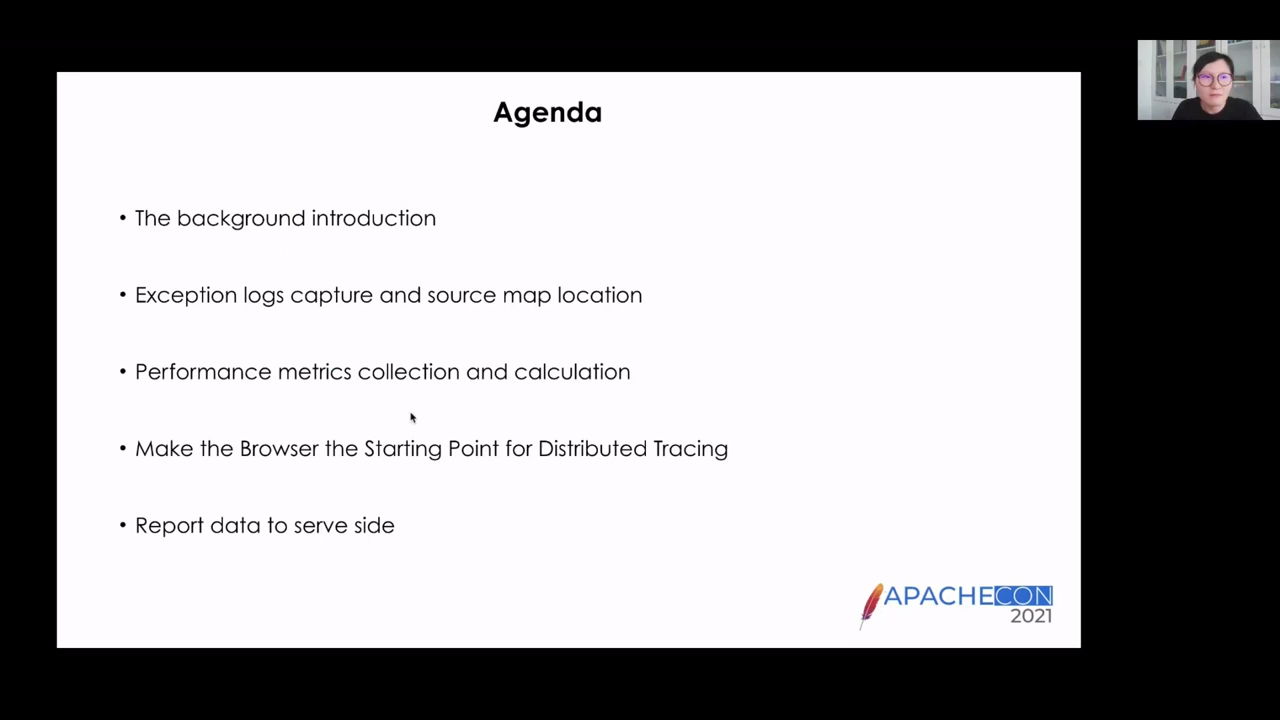 Agenda
• The background introduction
• Exception logs capture and source map location
• Performance metrics collection and calculation
• Make the Browser the Starting Point for Distributed Tracing
• Report data to serve side
APACHECON
2021